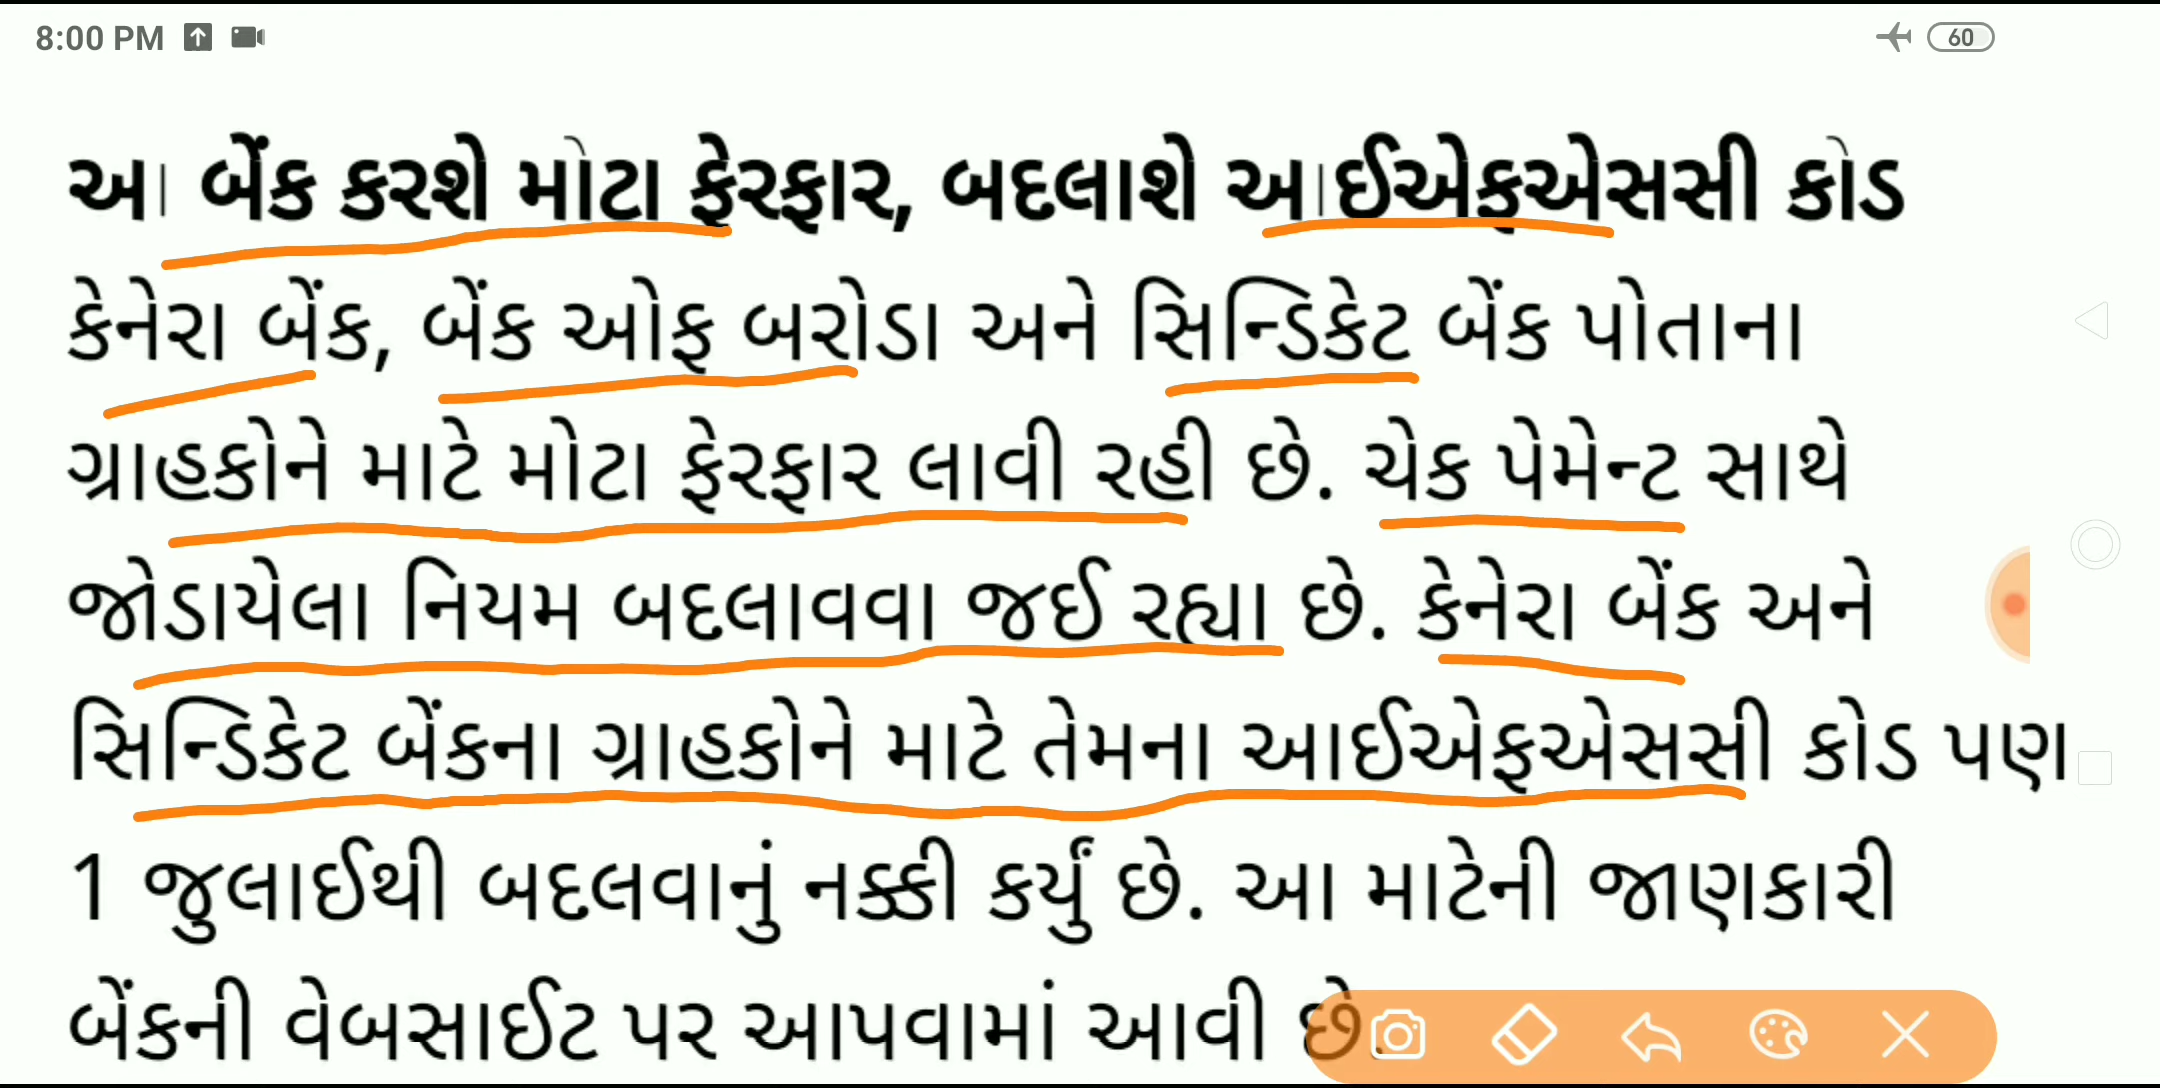 8:00 PM 60
આ બેંક કરશે મોટા ફેરફાર, બદલાશે આઈએફએસસી કોડ
કેનેરા બેંક, બેંક ઓફ બરોડા અને સિન્ડિકેટ બેંક પોતાના
ગ્રાહકોને માટે મોટા ફેરફાર લાવી રહી છે. ચેક પેમેન્ટ સાથે
જોડાયેલા નિયમ બદલાવવા જઈ રહ્યા છે. કેનેરા બેંક અને
સિન્ડિકેટ બેંકના ગ્રાહકોને માટે તેમના આઈએફએસસી કોડ પણ
1 જુલાઈથી બદલવાનું નક્કી કર્યું છે. આ માટેની જાણકારી
બેંકની વેબસાઈટ પર આપવામાં આવી છે.